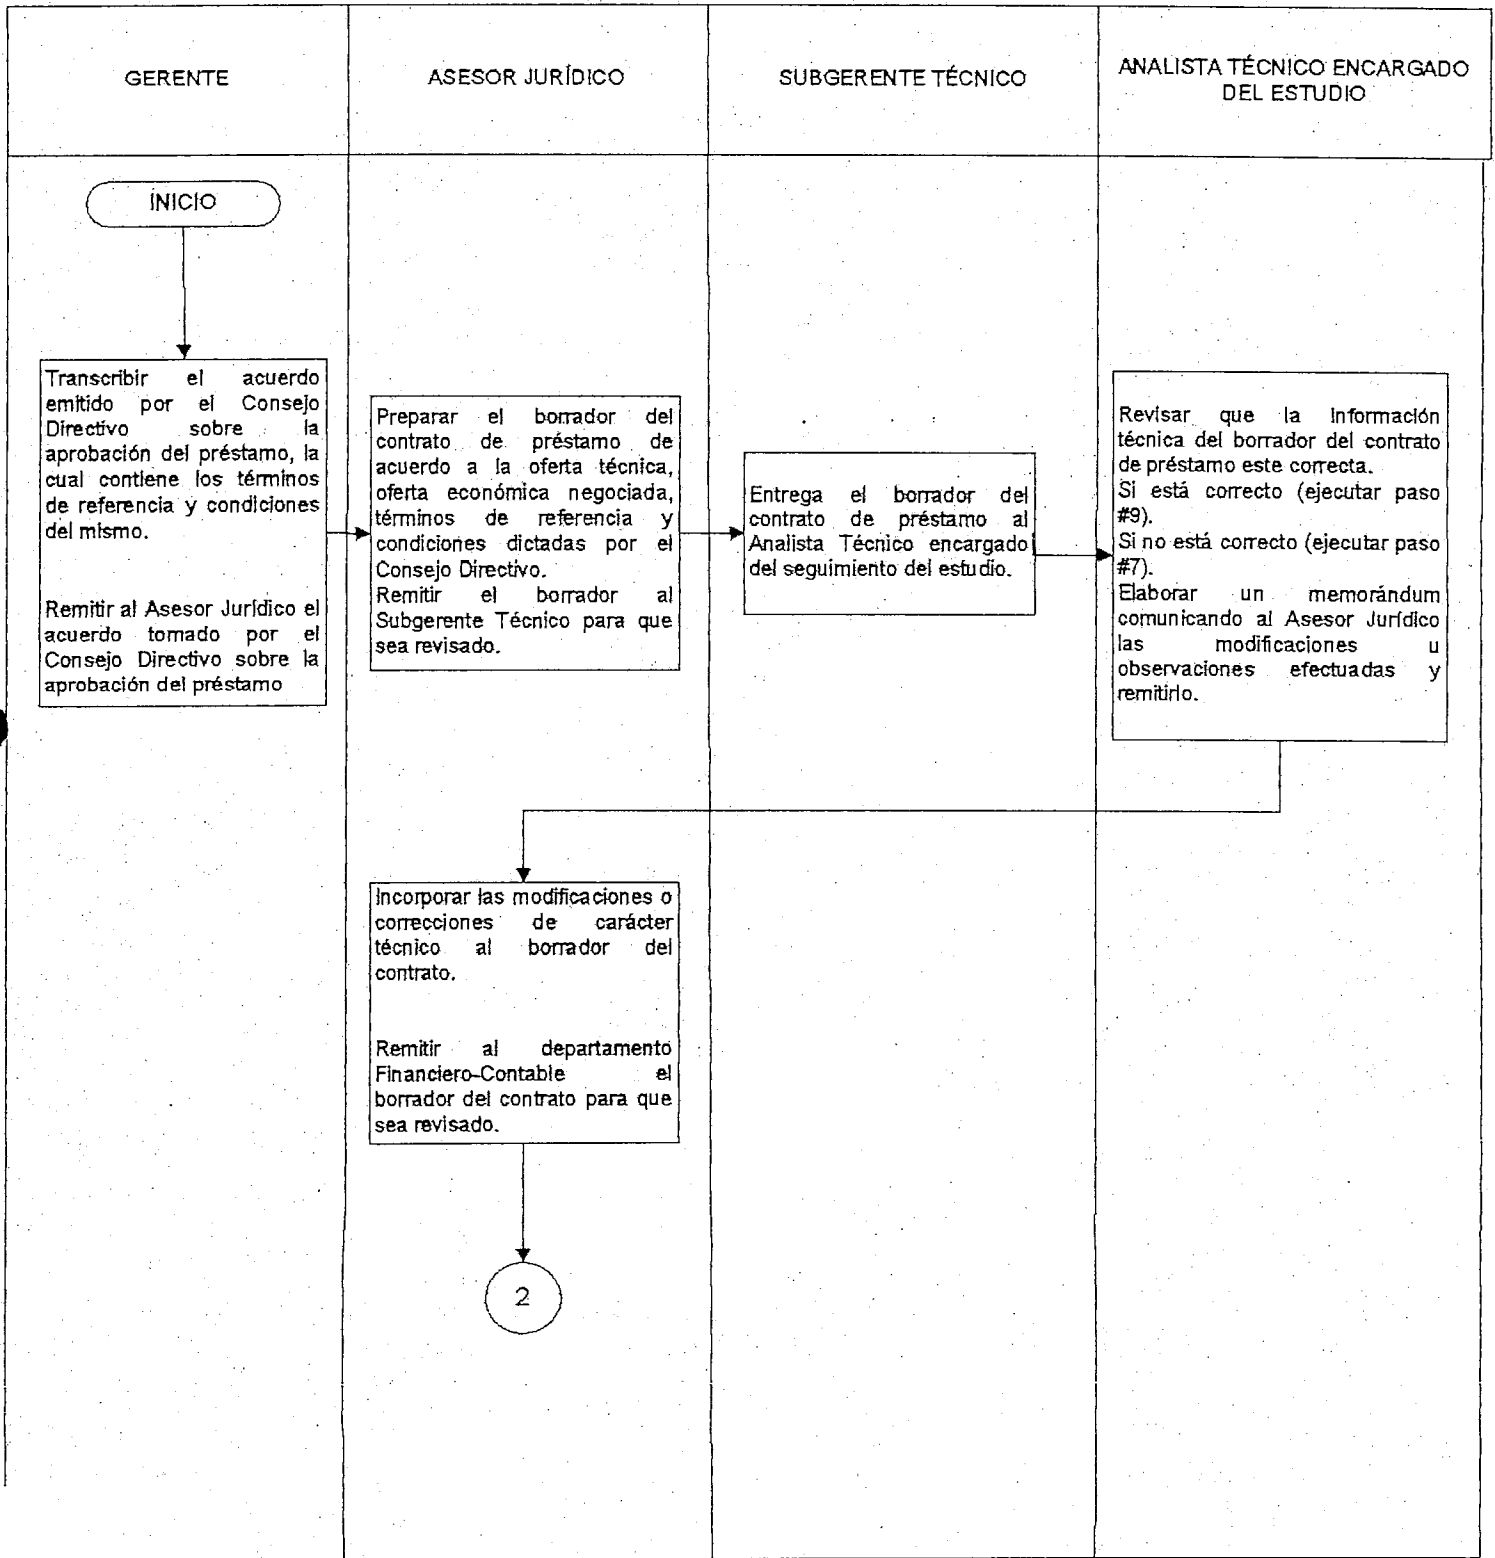 GERENTE
ASESOR JURÍDICO
SUBGERENTE TÉCNICO
ANALISTA TÉCNICO ENCARGADO
DEL ESTUDIO
INICIO
Transcribir el acuerdo
emitido por el Consejo
Directivo sobre la
aprobación del préstamo, la
cual contiene los términos
de referencia y condiciones
del mismo.
Remitir al Asesor Jurídico el
acuerdo tomado por el
Consejo Directivo sobre la
aprobación del préstamo
Preparar el borrador del
contrato de préstamo de
acuerdo a la oferta técnica,
oferta económica negociada,
términos de referencia y
condiciones dictadas por el
Consejo Directivo.
Remitir el borrador al
Subgerente Técnico para que
sea revisado.
Entrega el borrador del
contrato de préstamo al
Analista Técnico encargado
del seguimiento del estudio.
Revisar que la Información
técnica del borrador del contrato
de préstamo este correcta.
Si está correcto (ejecutar paso
#9).
Si no está correcto (ejecutar paso
#7).
Elaborar un memorándum
comunicando al Asesor Jurídico
las modificaciones u
observaciones efectuadas y
remitirlo.
Incorporar las modificaciones o
correcciones de carácter
técnico al borrador del
contrato.
Remitir al departamento
Financiero-Contable el
borrador del contrato para que
sea revisado.
2